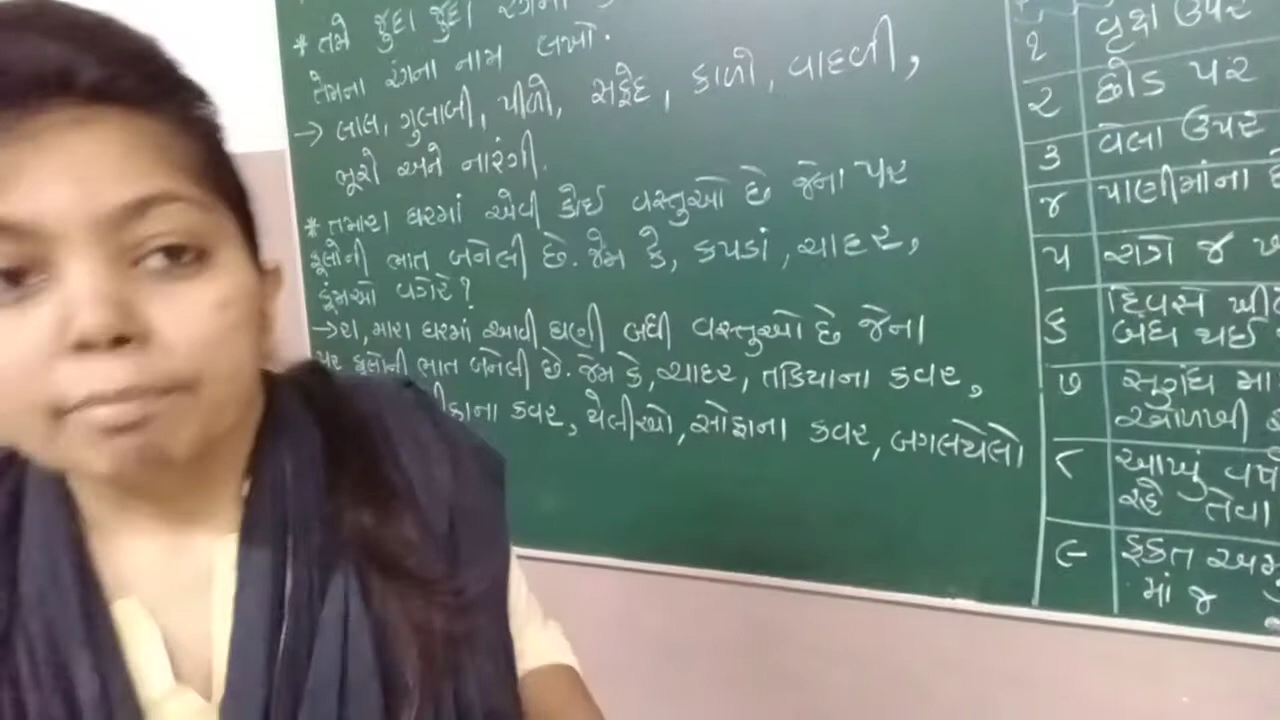 * તમે જુદા જુદા રંગના
તેમના રંગના નામ લખો.
→ લાલ, ગુલાબી, પીળો, સફેદ, કાળો, વાદળી,
ભૂરો અને નારંગી.
* તમારા ઘરમાં એવી કોઈ વસ્તુઓ છે જેના પર
ફૂલોની ભાત બનેલી છે. જેમ કે, કપડાં, ચાદર,
વગેરે?
→ હા, મારા ઘરમાં આવી ઘણી બધી વસ્તુઓ છે જેના
પર ફૂલોની ભાત બનેલી છે. જેમ કે, ચાદર, તકિયાના કવર,
કવર, થેલીઓ, સોફાના કવર, બગલથેલો
૧ વૃક્ષ ઉપર
૨ છોડ પર
૩ વેલા ઉપર
૪ પાણીમાંના
૫ રાત્રે જ
૬ દિવસે
બંધ થઈ
૭ સુગંધ
ઓળખી
૮ આખું વર્ષ
રહે તેવા
૯ ફક્ત
માં જ